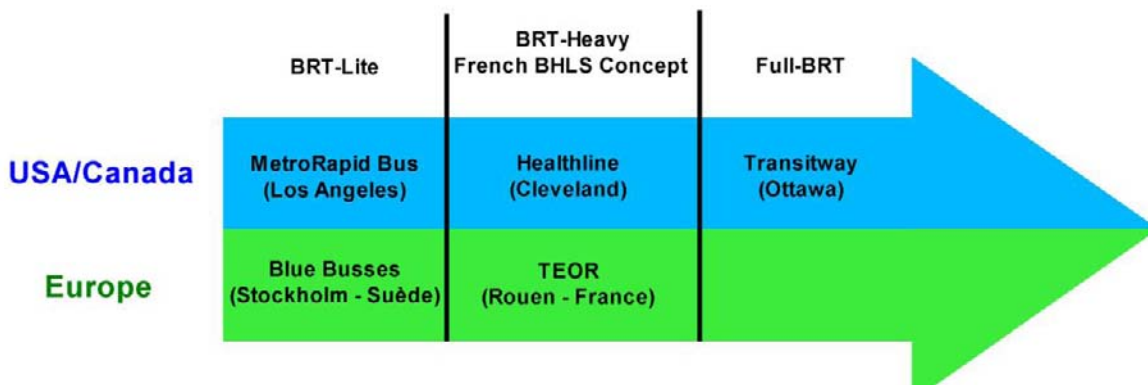 BRT-Lite
BRT-Heavy
French BHLS Concept
Full-BRT
USA/Canada
MetroRapid Bus
(Los Angeles)
Healthline
(Cleveland)
Transitway
(Ottawa)
Europe
Blue Busses
(Stockholm - Suède)
TEOR
(Rouen - France)